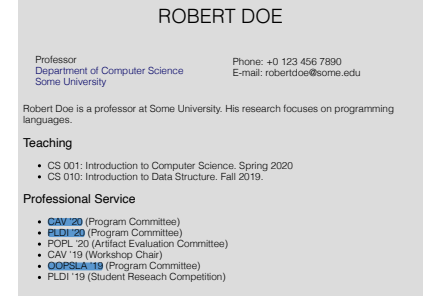 ROBERT DOE
Professor
Department of Computer Science
Some University
Phone: +0 123 456 7890
E-mail: robertdoe@some.edu
Robert Doe is a professor at Some University. His research focuses on programming
languages.
Teaching
• CS 001: Introduction to Computer Science. Spring 2020
• CS 010: Introduction to Data Structure. Fall 2019.
Professional Service
• CAV '20 (Program Committee)
• PLDI '20 (Program Committee)
• POPL '20 (Artifact Evaluation Committee)
• CAV '19 (Workshop Chair)
• OOPSLA '19 (Program Committee)
• PLDI '19 (Student Reseach Competition)